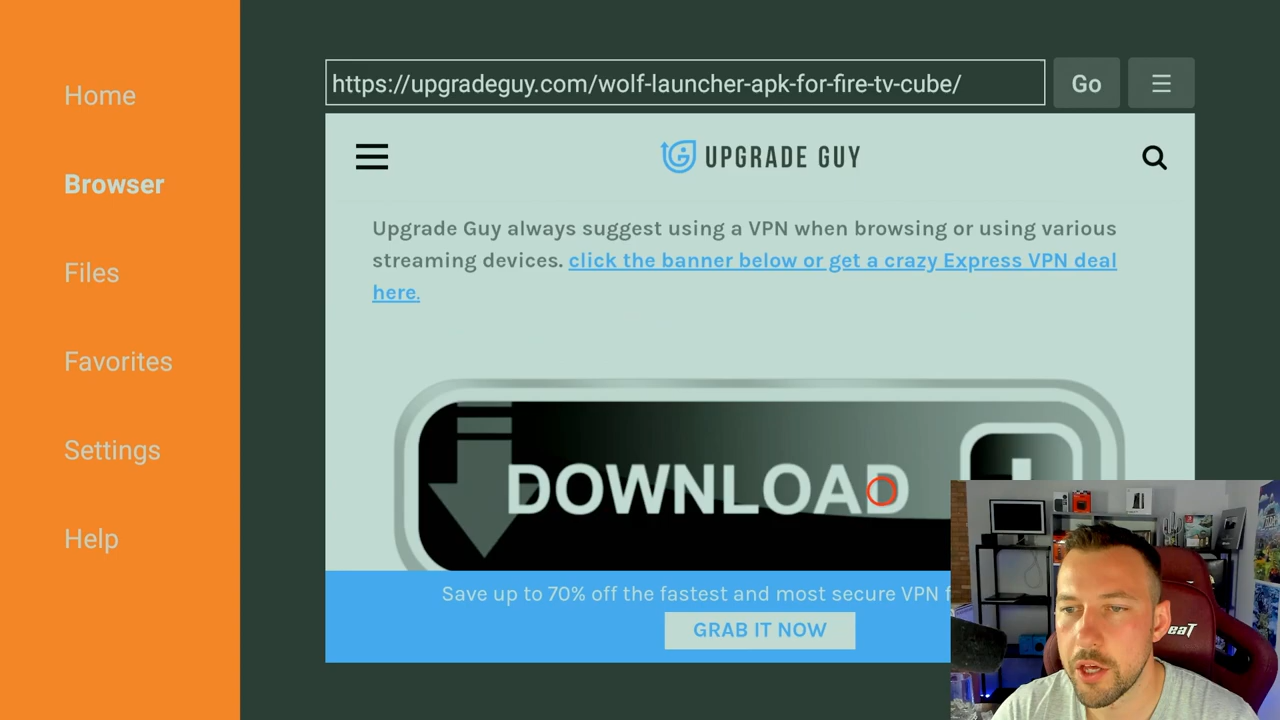 Home
Browser
Files
Favorites
Settings
Help
https://upgradeguy.com/wolf-launcher-apk-for-fire-tv-cube/
Go
UPGRADE GUY
Upgrade Guy always suggest using a VPN when browsing or using various
streaming devices. click the banner below or get a crazy Express VPN deal
here.
DOWNLOAD
Save up to 70% off the fastest and most secure VPN
GRAB IT NOW